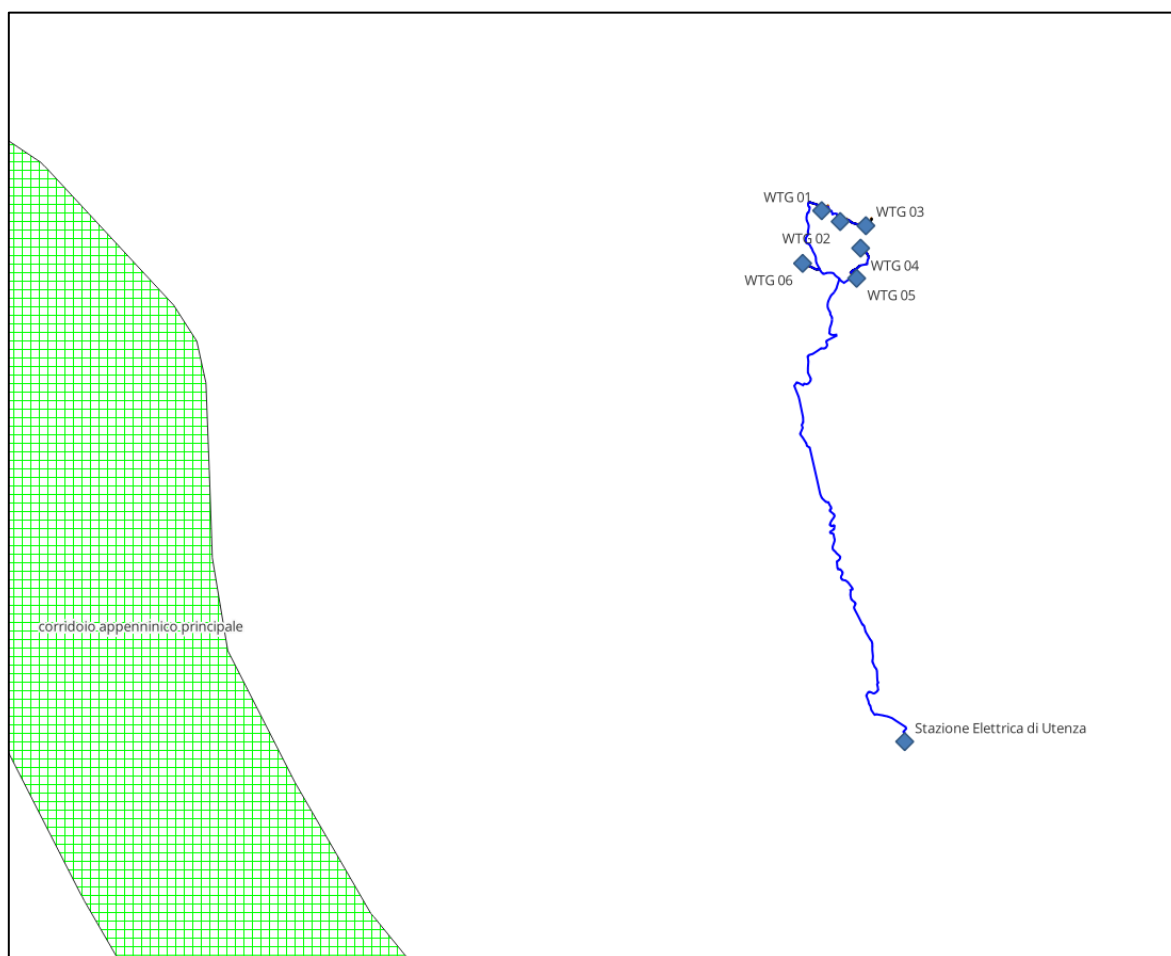 WTG 01
WTG 03
WTG 02
WTG 04
WTG 06
WTG 05
corridoio appenninico principale
Stazione Elettrica di Utenza